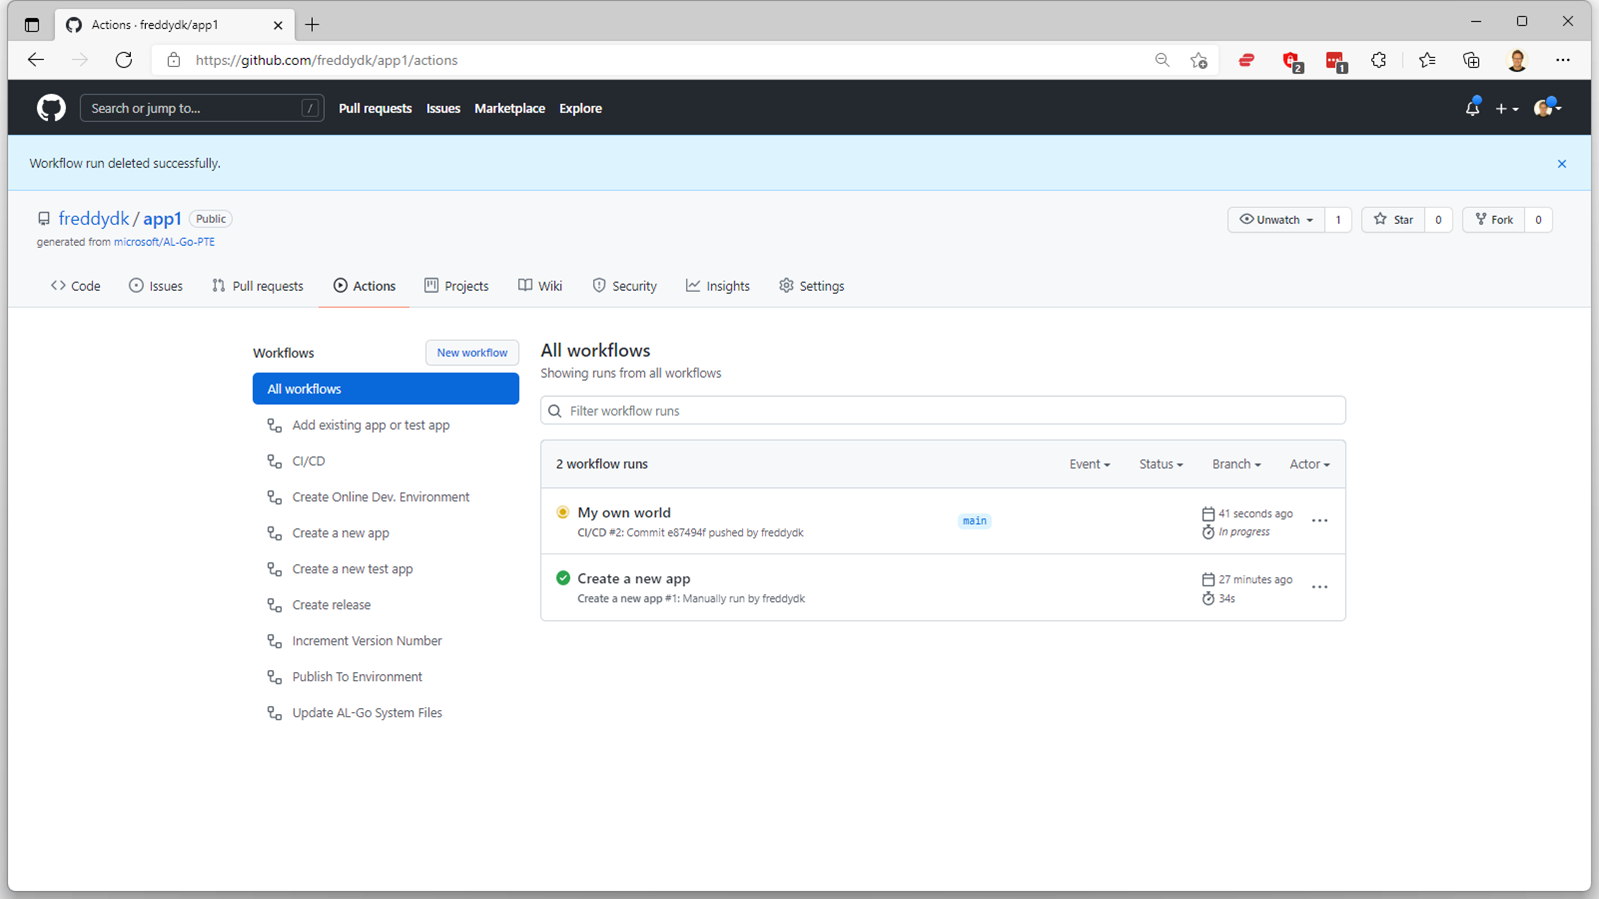 Actions · freddydk/app1
https://github.com/freddydk/app1/actions
2
1
Search or jump to...
/
Pull requests
Issues
Marketplace
Explore
Workflow run deleted successfully.
freddydk / app1
Public
Unwatch
1
Star
0
Fork
0
generated from microsoft/AL-Go-PTE
Code
Issues
Pull requests
Actions
Projects
Wiki
Security
Insights
Settings
Workflows
New workflow
All workflows
Add existing app or test app
CI/CD
Create Online Dev. Environment
Create a new app
Create a new test app
Create release
Increment Version Number
Publish To Environment
Update AL-Go System Files
All workflows
Showing runs from all workflows
Filter workflow runs
2 workflow runs
Event
Status
Branch
Actor
My own world
CI/CD #2: Commit e87494f pushed by freddydk
main
41 seconds ago
In progress
Create a new app
Create a new app #1: Manually run by freddydk
27 minutes ago
34s